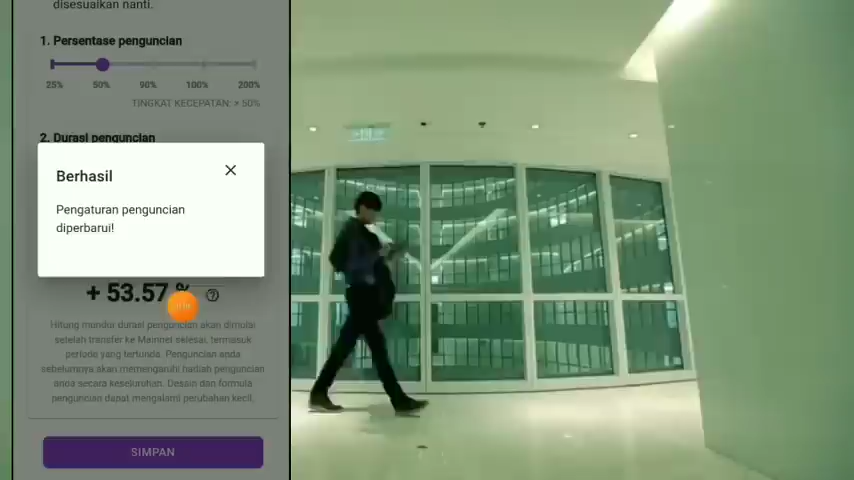 disesuaikan nanti.
1. Persentase penguncian
25% 50% 90% 100% 200%
TINGKAT KECEPATAN: + 50%
2. Durasi penguncian
Berhasil
Pengaturan penguncian
diperbarui!
+ 53.57 %
Hitung mundur durasi penguncian akan dimulai
setelah transfer ke Mainnet selesai, termasuk
periode yang tertunda. Penguncian anda
sebelumnya akan memengaruhi hadiah penguncian
anda secara keseluruhan. Desain dan formula
penguncian dapat mengalami perubahan kecil.
SIMPAN